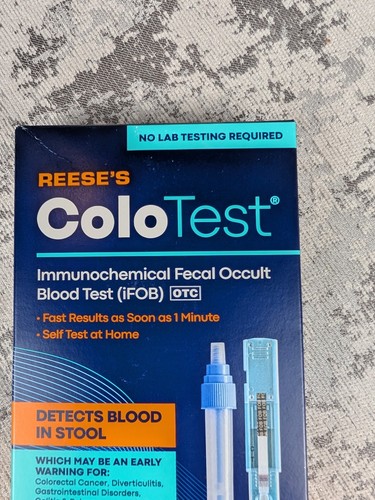 NO LAB TESTING REQUIRED
REESE'S
ColoTest®
Immunochemical Fecal Occult
Blood Test (iFOB) OTC
• Fast Results as Soon as 1 Minute
• Self Test at Home
DETECTS BLOOD
IN STOOL
WHICH MAY BE AN EARLY
WARNING FOR:
Colorectal Cancer, Diverticulitis,
Gastrointestinal Disorders,